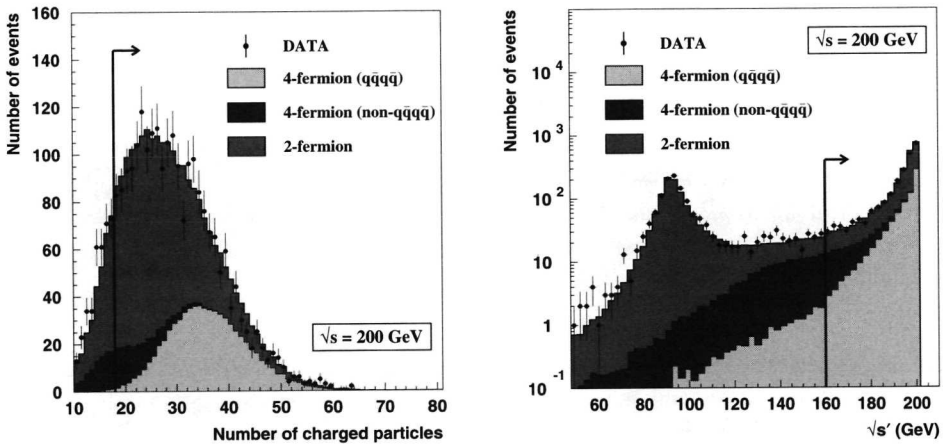 Number of events
160
140
120
100
80
60
40
20
0
10 20 30 40 50 60 70 80
Number of charged particles
DATA
4-fermion (qq̄qq̄)
4-fermion (non-qq̄qq̄)
2-fermion
√s = 200 GeV
Number of events
10⁴
10³
10²
10
1
10⁻¹
60 80 100 120 140 160 180 200
√s′ (GeV)
√s = 200 GeV
DATA
4-fermion (qq̄qq̄)
4-fermion (non-qq̄qq̄)
2-fermion